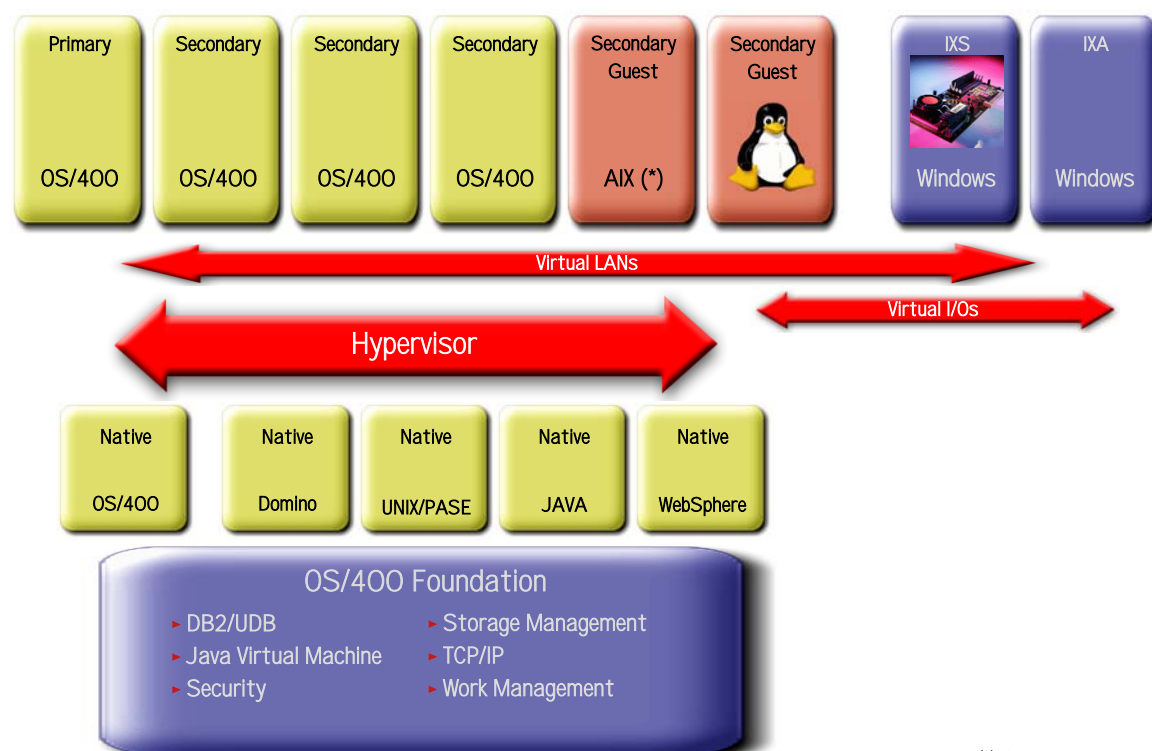 Primary
OS/400
Secondary
OS/400
Secondary
OS/400
Secondary
OS/400
Secondary
Guest
AIX (*)
Secondary
Guest
IXS
Windows
IXA
Windows
Virtual LANs
Virtual I/Os
Hypervisor
Native
OS/400
Native
Domino
Native
UNIX/PASE
Native
JAVA
Native
WebSphere
OS/400 Foundation
► DB2/UDB
► Java Virtual Machine
► Security
► Storage Management
► TCP/IP
► Work Management